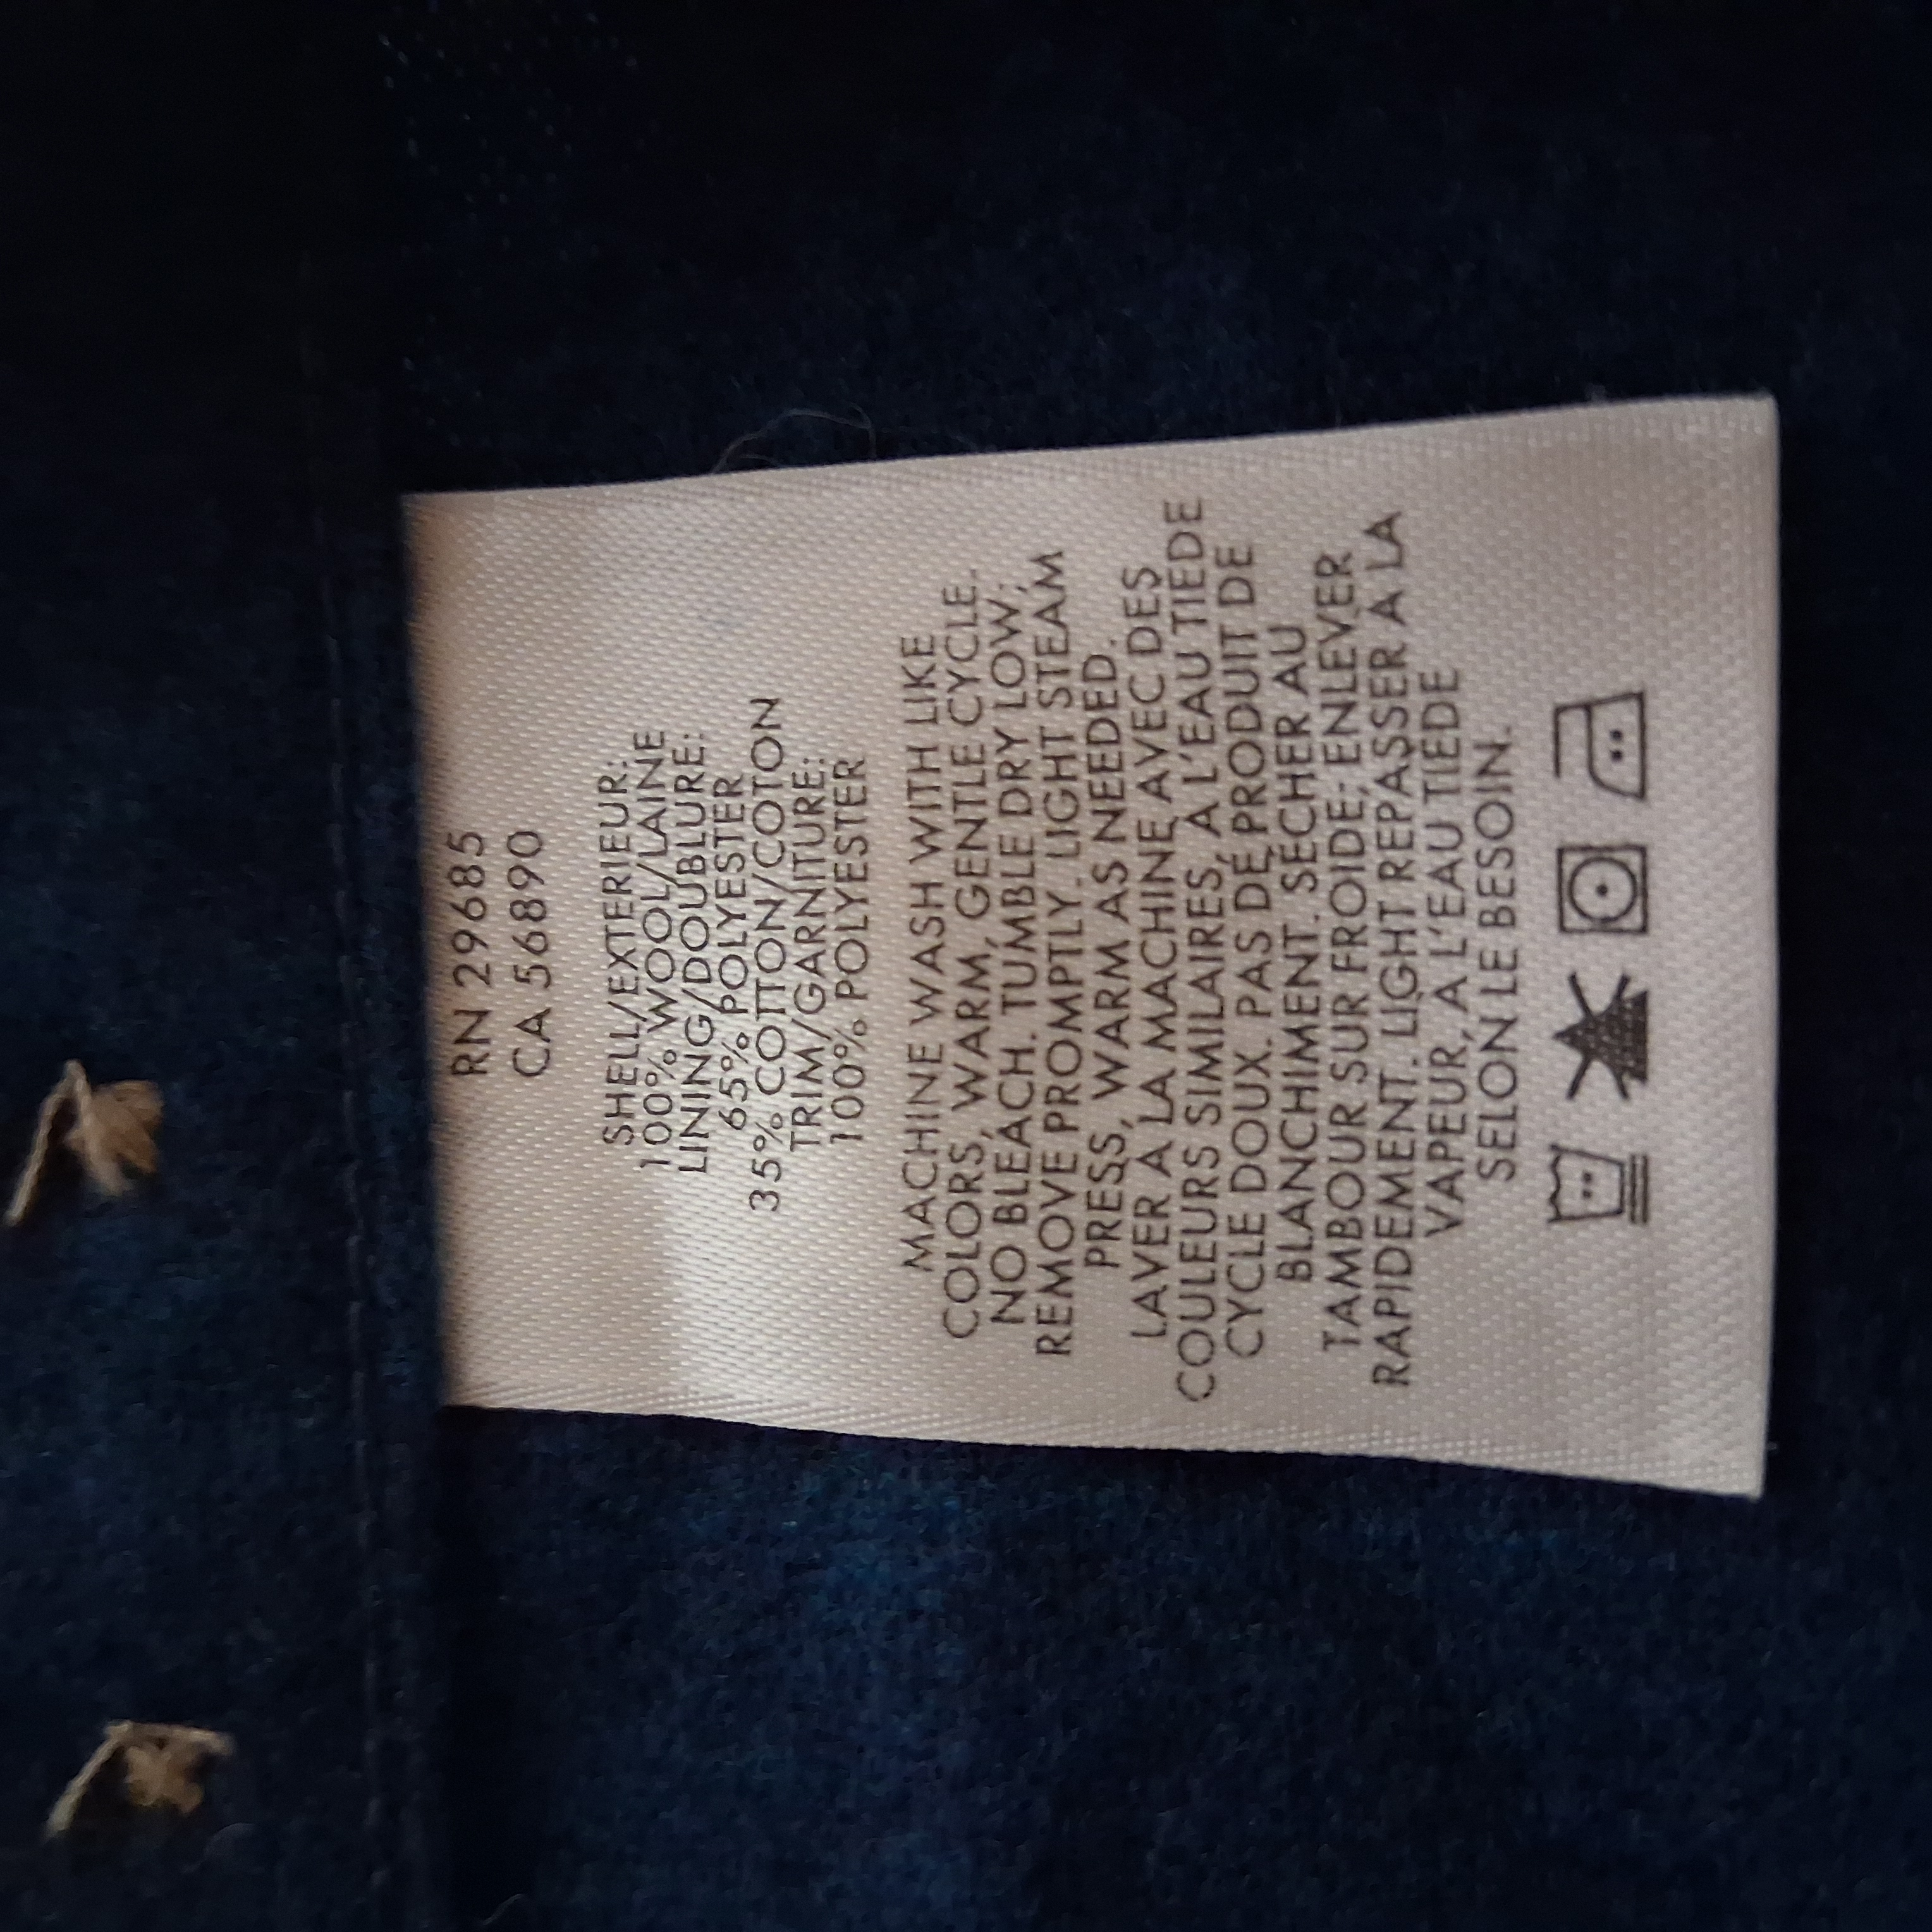 RN 29685
CA 56890
SHELL/EXTERIEUR:
100% WOOL/LAINE
LINING/DOUBLURE:
65% POLYESTER
35% COTTON/COTON
TRIM/GARNITURE:
100% POLYESTER
MACHINE WASH WITH LIKE
COLORS, WARM, GENTLE CYCLE.
NO BLEACH. TUMBLE DRY LOW;
REMOVE PROMPTLY. LIGHT STEAM
PRESS, WARM AS NEEDED.
LAVER A LA MACHINE AVEC DES
COULEURS SIMILAIRES, A L'EAU TIEDE
CYCLE DOUX. PAS DE PRODUIT DE
BLANCHIMENT. SÉCHER AU
TAMBOUR SUR FROIDE; ENLEVER
RAPIDEMENT. LIGHT REPASSER A LA
VAPEUR, A L'EAU TIEDE
SELON LE BESOIN.